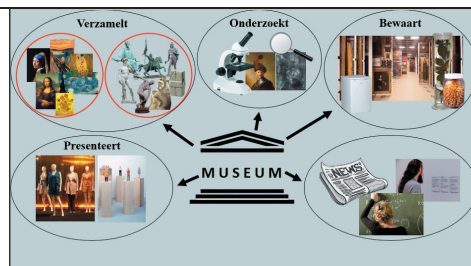 Verzamelt
Onderzoekt
Bewaart
Presenteert
MUSEUM
NEWS